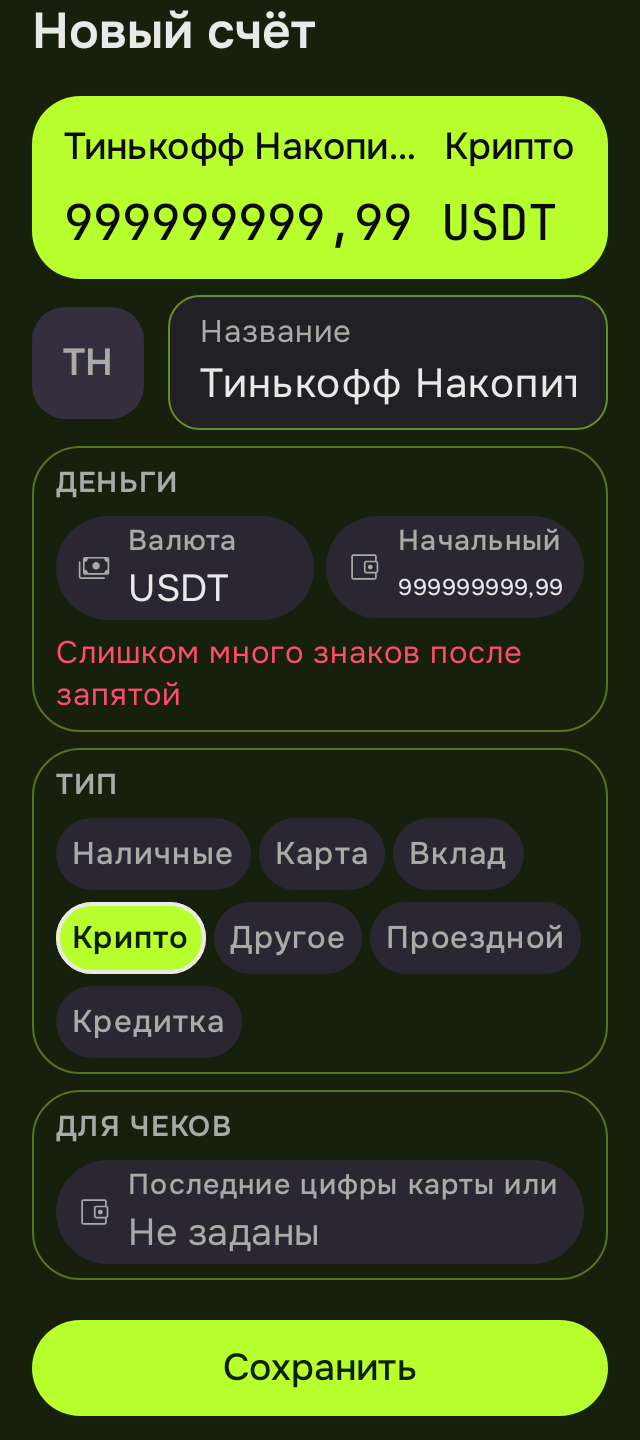 Новый счёт
Тинькофф Накопи... Крипто
999999999,99 USDT
ТН
Название
Тинькофф Накопит
ДЕНЬГИ
Валюта
USDT
Начальный
999999999,99
Слишком много знаков после
запятой
ТИП
Наличные Карта Вклад
Крипто Другое Проездной
Кредитка
ДЛЯ ЧЕКОВ
Последние цифры карты или
Не заданы
Сохранить